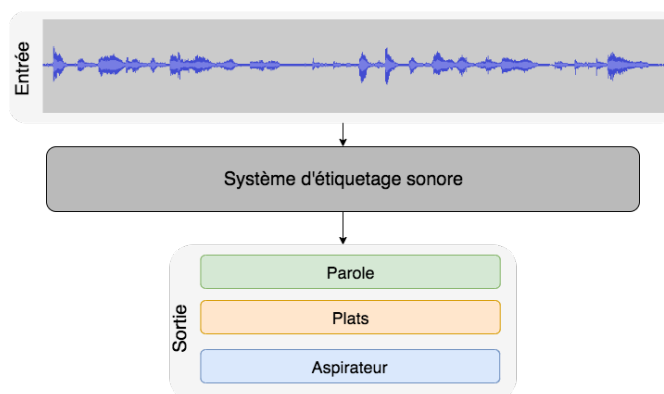 Entrée
Système d'étiquetage sonore
Sortie
Parole
Plats
Aspirateur